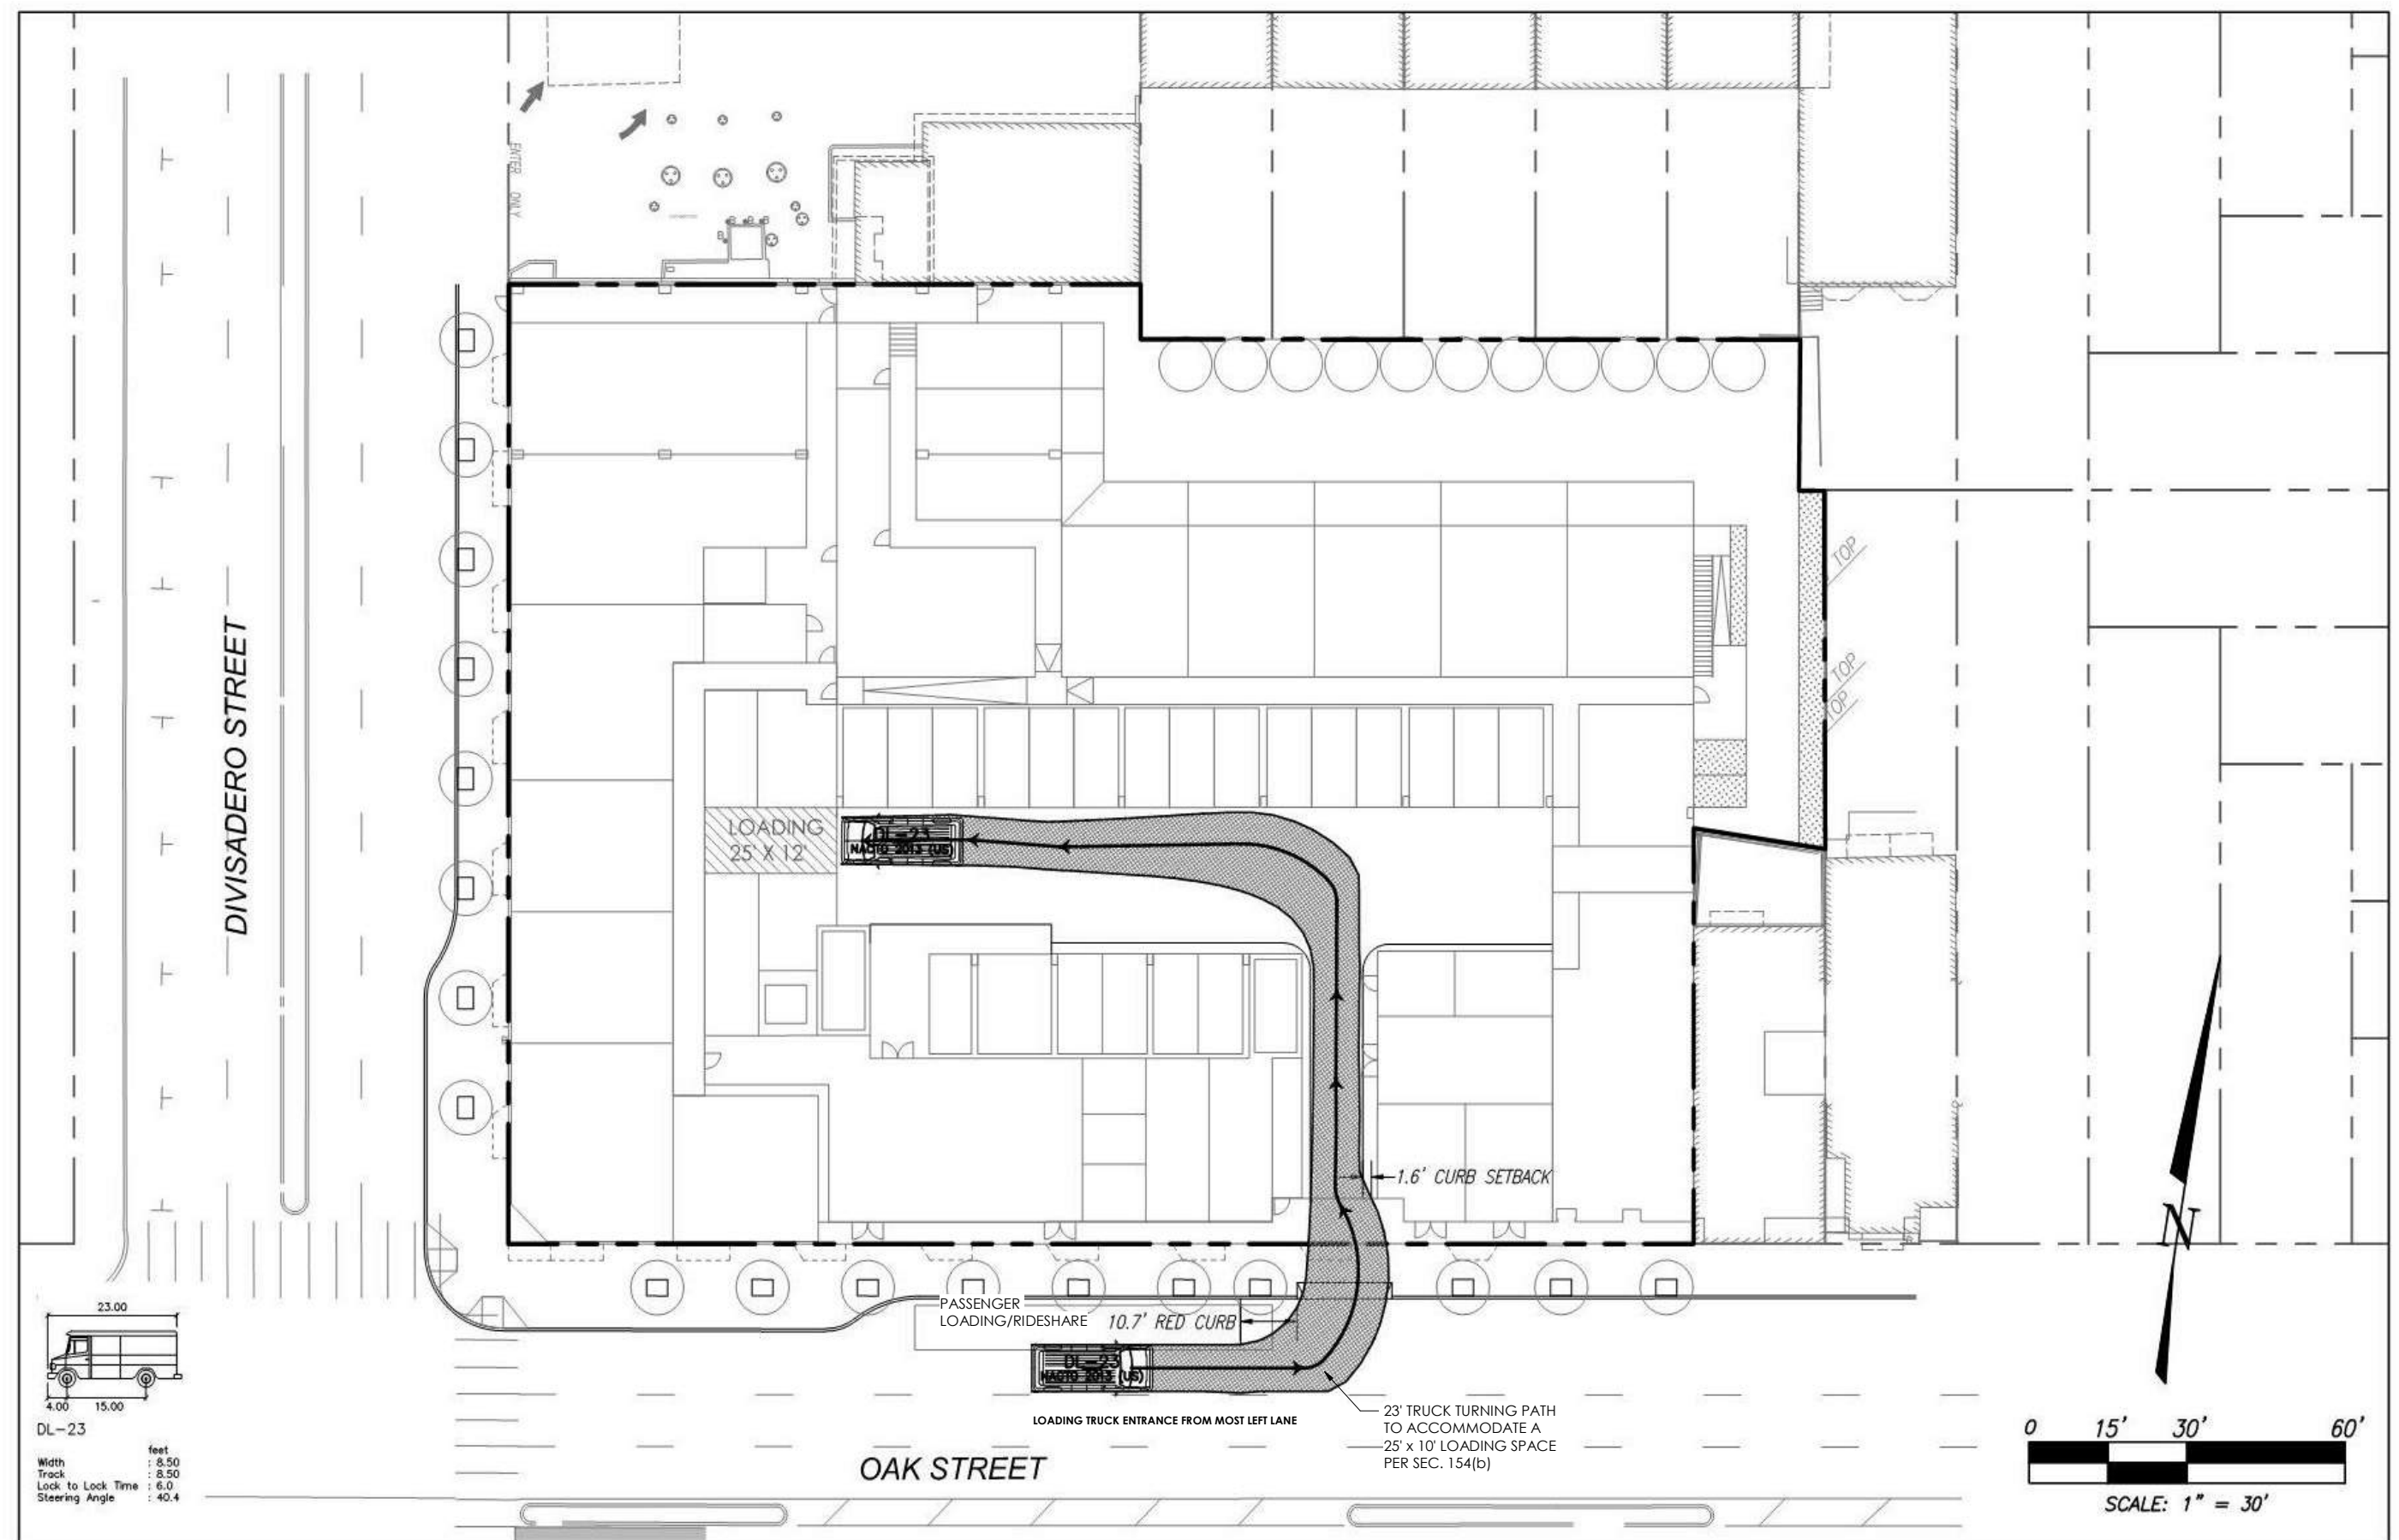 ENTER ONLY
TOP
TOP
TOP
DIVISADERO STREET
LOADING
25' X 12'
DL-23
NACTO 2013 (US)
1.6' CURB SETBACK
PASSENGER
LOADING/RIDESHARE
10.7' RED CURB
DL-23
NACTO 2013 (US)
LOADING TRUCK ENTRANCE FROM MOST LEFT LANE
23' TRUCK TURNING PATH
TO ACCOMMODATE A
25' x 10' LOADING SPACE
PER SEC. 154(b)
OAK STREET
23.00
4.00 15.00
DL-23
feet
Width : 8.50
Track : 8.50
Lock to Lock Time : 6.0
Steering Angle : 40.4
N
0 15' 30' 60'
SCALE: 1" = 30'